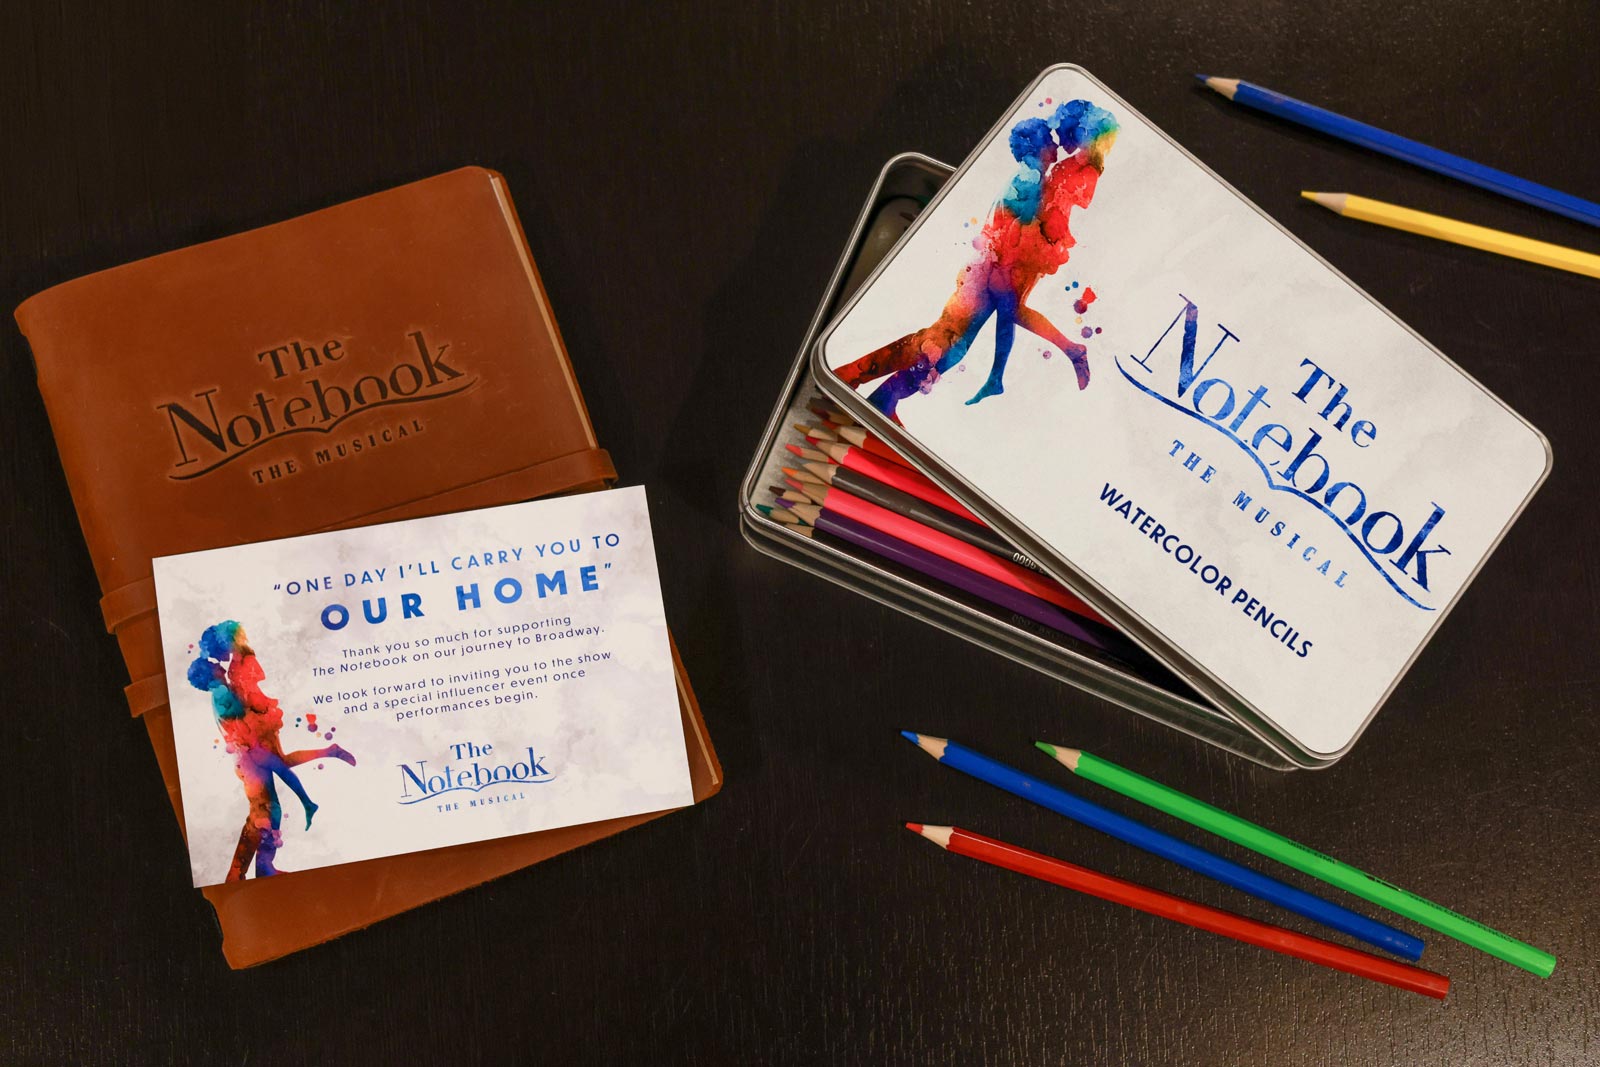 The
Notebook
THE MUSICAL
"ONE DAY I'LL CARRY YOU TO
OUR HOME"
Thank you so much for supporting
The Notebook on our journey to Broadway.
We look forward to inviting you to the show
and a special influencer event once
performances begin.
The
Notebook
THE MUSICAL
The
Notebook
THE MUSICAL
WATERCOLOR PENCILS